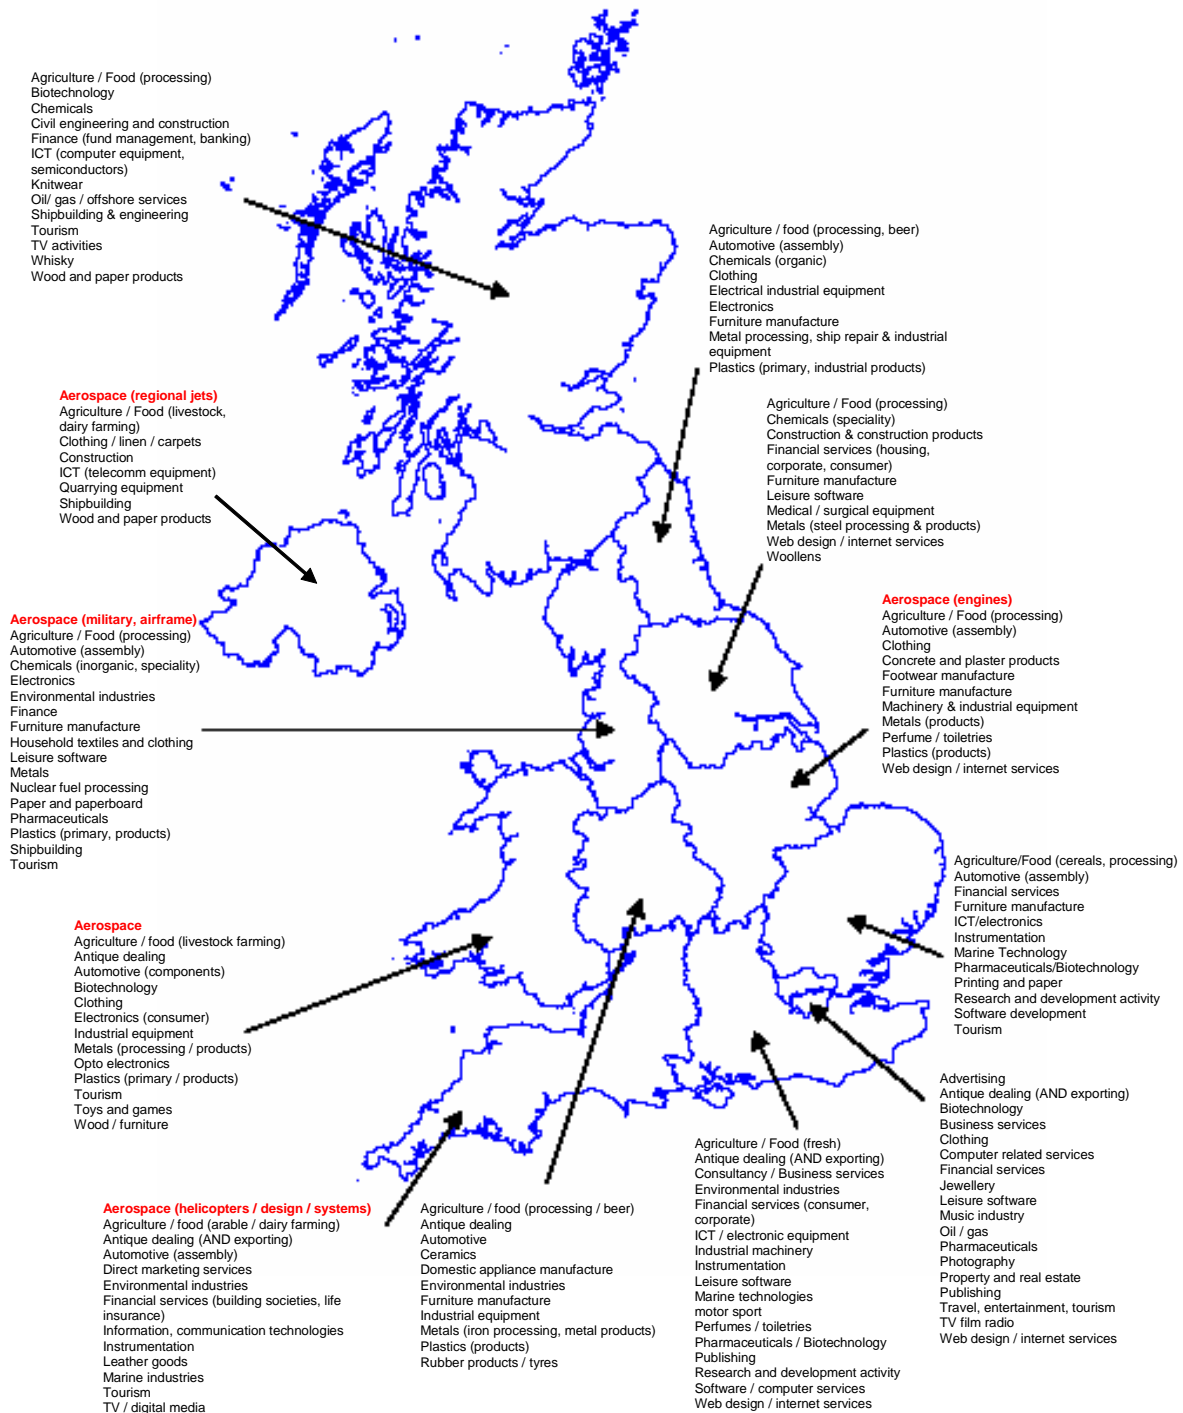 Agriculture / Food (processing)
Biotechnology
Chemicals
Civil engineering and construction
Finance (fund management, banking)
ICT (computer equipment,
semiconductors)
Knitwear
Oil/ gas / offshore services
Shipbuilding & engineering
Tourism
TV activities
Whisky
Wood and paper products
Agriculture / food (processing, beer)
Automotive (assembly)
Chemicals (organic)
Clothing
Electrical industrial equipment
Electronics
Furniture manufacture
Metal processing, ship repair & industrial
equipment
Plastics (primary, industrial products)
Aerospace (regional jets)
Agriculture / Food (livestock,
dairy farming)
Clothing / linen / carpets
Construction
ICT (telecomm equipment)
Quarrying equipment
Shipbuilding
Wood and paper products
Agriculture / Food (processing)
Chemicals (speciality)
Construction & construction products
Financial services (housing,
corporate, consumer)
Furniture manufacture
Leisure software
Medical / surgical equipment
Metals (steel processing & products)
Web design / internet services
Woollens
Aerospace (military, airframe)
Agriculture / Food (processing)
Automotive (assembly)
Chemicals (inorganic, speciality)
Electronics
Environmental industries
Finance
Furniture manufacture
Household textiles and clothing
Leisure software
Metals
Nuclear fuel processing
Paper and paperboard
Pharmaceuticals
Plastics (primary, products)
Shipbuilding
Tourism
Aerospace (engines)
Agriculture / Food (processing)
Automotive (assembly)
Clothing
Concrete and plaster products
Footwear manufacture
Furniture manufacture
Machinery & industrial equipment
Metals (products)
Perfume / toiletries
Plastics (products)
Web design / internet services
Agriculture/Food (cereals, processing)
Automotive (assembly)
Financial services
Furniture manufacture
ICT/electronics
Instrumentation
Marine Technology
Pharmaceuticals/Biotechnology
Printing and paper
Research and development activity
Software development
Tourism
Aerospace
Agriculture / food (livestock farming)
Antique dealing
Automotive (components)
Biotechnology
Clothing
Electronics (consumer)
Industrial equipment
Metals (processing / products)
Opto electronics
Plastics (primary / products)
Tourism
Toys and games
Wood / furniture
Advertising
Antique dealing (AND exporting)
Biotechnology
Business services
Clothing
Computer related services
Financial services
Jewellery
Leisure software
Music industry
Oil / gas
Pharmaceuticals
Photography
Property and real estate
Publishing
Travel, entertainment, tourism
TV film radio
Web design / internet services
Aerospace (helicopters / design / systems)
Agriculture / food (arable / dairy farming)
Antique dealing (AND exporting)
Automotive (assembly)
Direct marketing services
Environmental industries
Financial services (building societies, life
insurance)
Information, communication technologies
Instrumentation
Leather goods
Marine industries
Tourism
TV / digital media
Agriculture / food (processing / beer)
Antique dealing
Automotive
Ceramics
Domestic appliance manufacture
Environmental industries
Furniture manufacture
Industrial equipment
Metals (iron processing, metal products)
Plastics (products)
Rubber products / tyres
Agriculture / Food (fresh)
Antique dealing (AND exporting)
Consultancy / Business services
Environmental industries
Financial services (consumer,
corporate)
ICT / electronic equipment
Industrial machinery
Instrumentation
Leisure software
Marine technologies
motor sport
Perfumes / toiletries
Pharmaceuticals / Biotechnology
Publishing
Research and development activity
Software / computer services
Web design / internet services